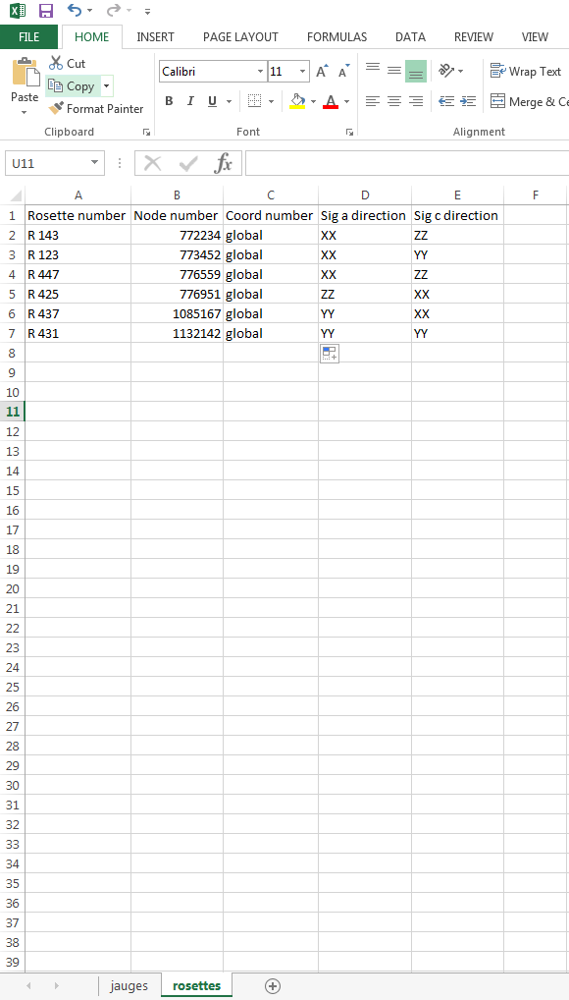 FILE HOME INSERT PAGE LAYOUT FORMULAS DATA REVIEW VIEW
Paste
Cut
Copy
Format Painter
Calibri 11 A A
B I U A
Wrap Text
Merge & Ce
Clipboard Font Alignment
U11 fx
A B C D E F
1 Rosette number Node number Coord number Sig a direction Sig c direction
2 R 143 772234 global XX ZZ
3 R 123 773452 global XX YY
4 R 447 776559 global XX ZZ
5 R 425 776951 global ZZ XX
6 R 437 1085167 global YY XX
7 R 431 1132142 global YY YY
8
9
10
11
12
13
14
15
16
17
18
19
20
21
22
23
24
25
26
27
28
29
30
31
32
33
34
35
36
37
38
39
jauges rosettes